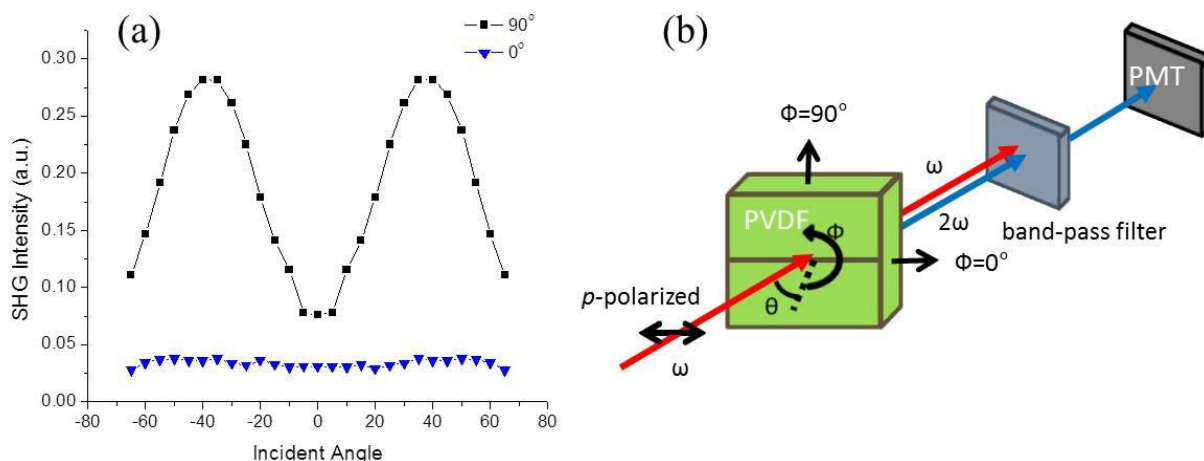 (a)
90°
0°
SHG Intensity (a.u.)
0.30
0.25
0.20
0.15
0.10
0.05
0.00
-80 -60 -40 -20 0 20 40 60 80
Incident Angle
(b)
PMT
Φ=90°
ω
PVDF
Φ
2ω
band-pass filter
Φ=0°
p-polarized
θ
ω